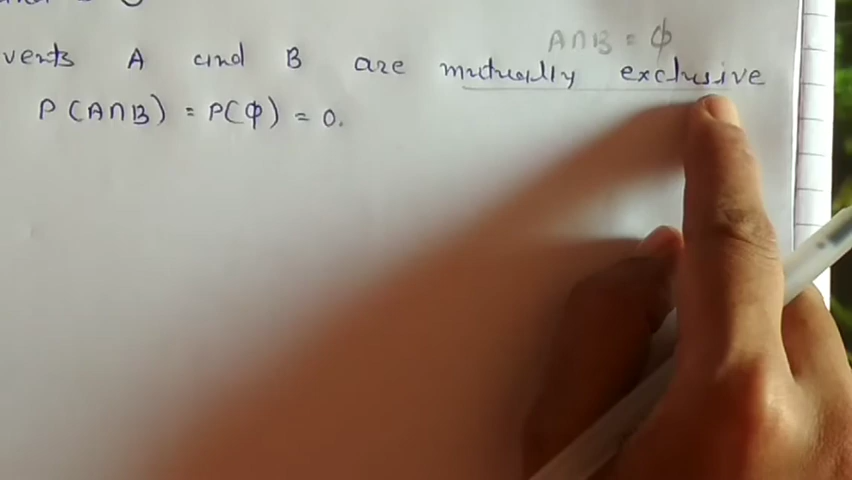 A∩B = φ
vents A and B are mutually exclusive
P(A∩B) = P(φ) = 0.